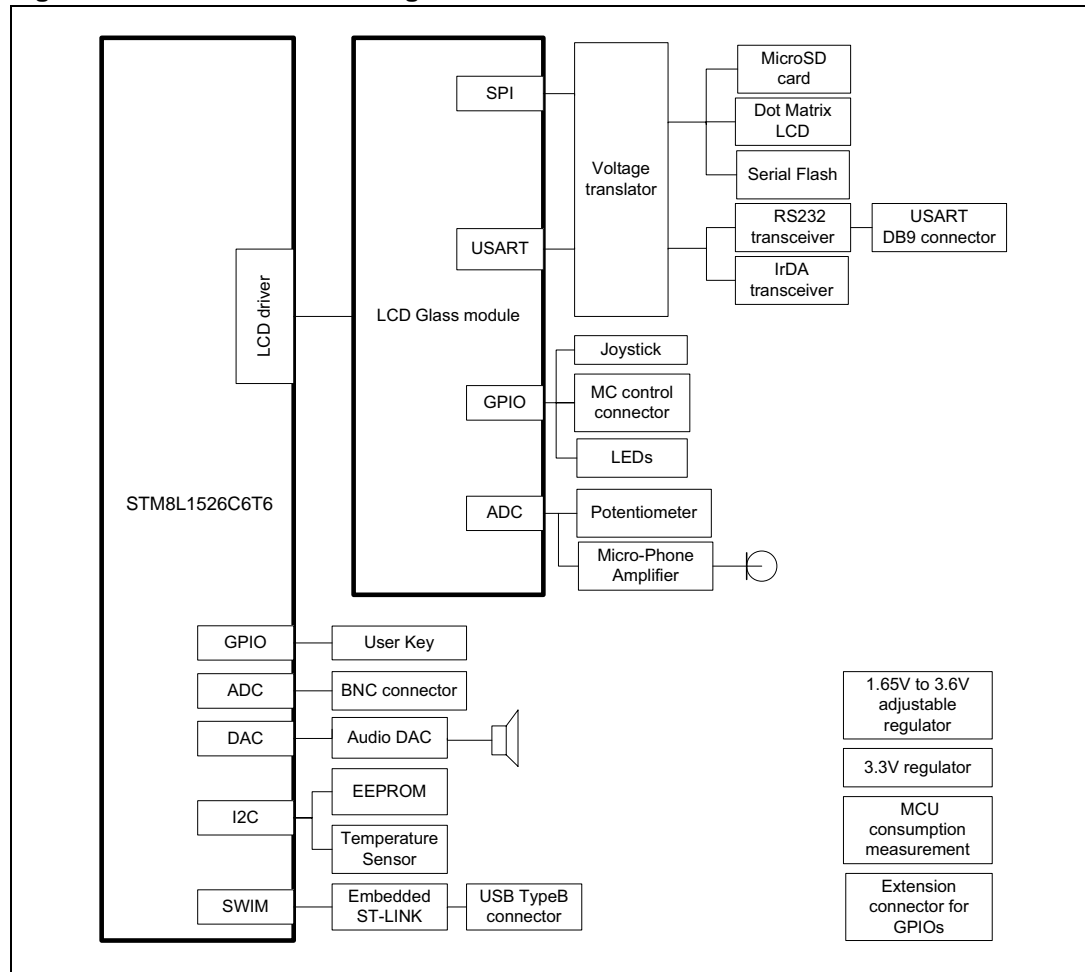 MicroSD
card
SPI
Dot Matrix
LCD
Voltage
translator
Serial Flash
RS232
transceiver
USART
DB9 connector
USART
IrDA
transceiver
LCD driver
LCD Glass module
Joystick
GPIO
MC control
connector
LEDs
STM8L1526C6T6
ADC
Potentiometer
Micro-Phone
Amplifier
GPIO
User Key
ADC
BNC connector
DAC
Audio DAC
I2C
EEPROM
Temperature
Sensor
SWIM
Embedded
ST-LINK
USB TypeB
connector
1.65V to 3.6V
adjustable
regulator
3.3V regulator
MCU
consumption
measurement
Extension
connector for
GPIOs